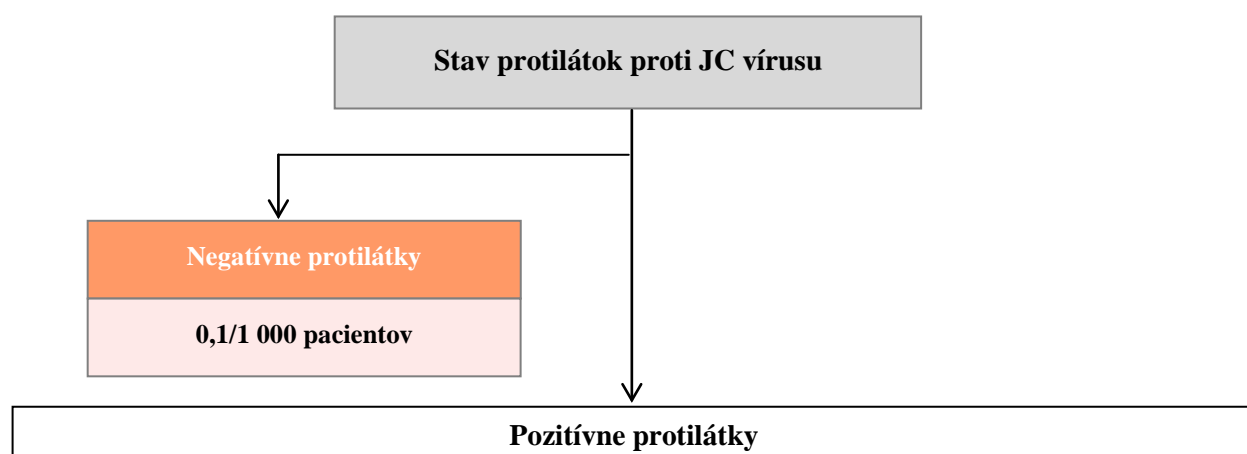 Stav protilátok proti JC vírusu
Negatívne protilátky
0,1/1 000 pacientov
Pozitívne protilátky